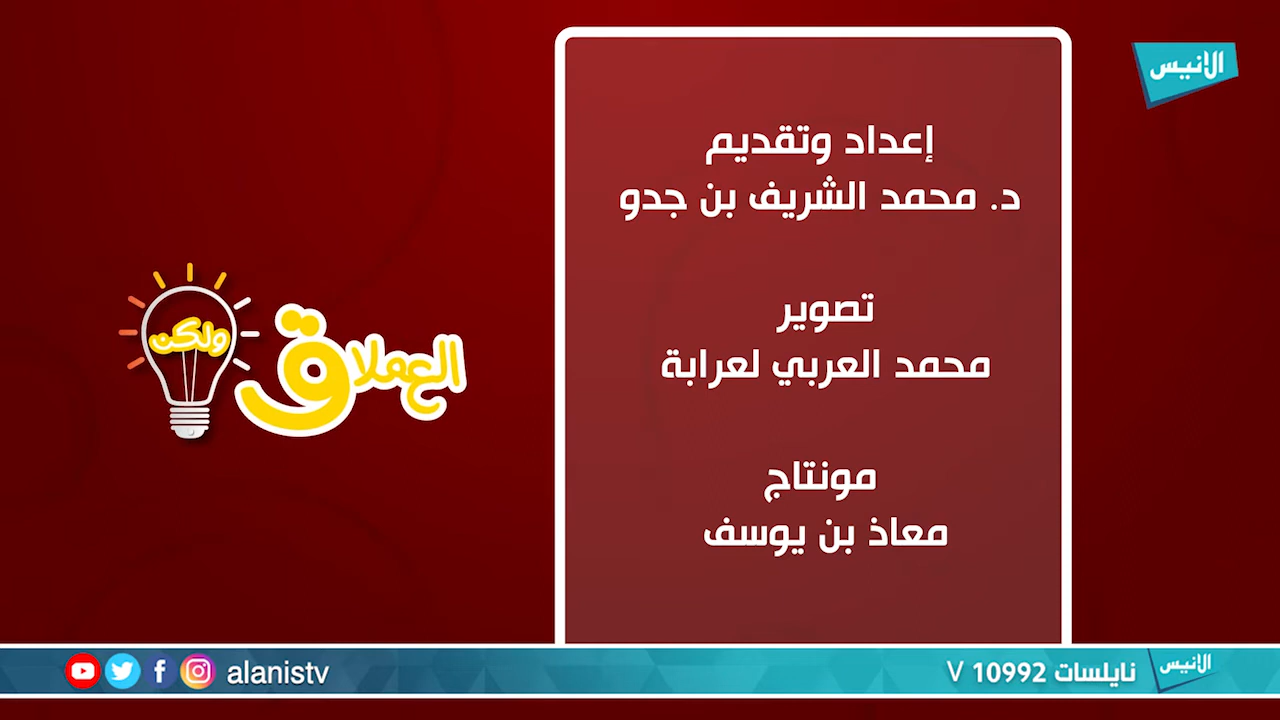 الانيس
إعداد وتقديم
د. محمد الشريف بن جدو
تصوير
محمد العربي لعرابة
مونتاج
معاذ بن يوسف
العملاق
ولكن
alanistv
نايلسات 10992 V
الانيس